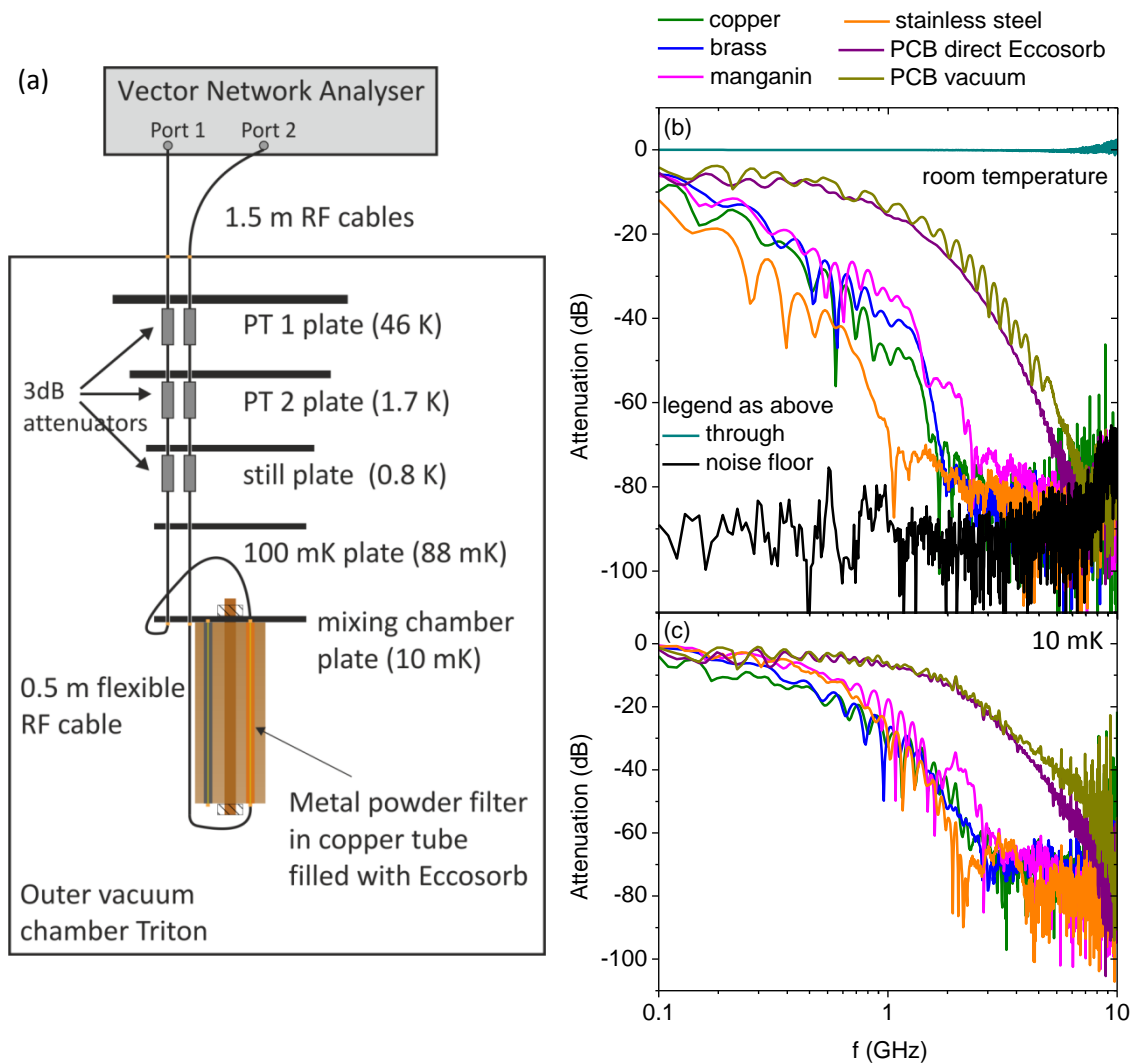 (a)
Vector Network Analyser
Port 1
Port 2
1.5 m RF cables
PT 1 plate (46 K)
3dB
attenuators
PT 2 plate (1.7 K)
still plate (0.8 K)
100 mK plate (88 mK)
mixing chamber
plate (10 mK)
0.5 m flexible
RF cable
Metal powder filter
in copper tube
filled with Eccosorb
Outer vacuum
chamber Triton
copper
brass
manganin
stainless steel
PCB direct Eccosorb
PCB vacuum
(b)
room temperature
legend as above
through
noise floor
Attenuation (dB)
0
-20
-40
-60
-80
-100
(c)
10 mK
Attenuation (dB)
0
-20
-40
-60
-80
-100
0.1
1
10
f (GHz)